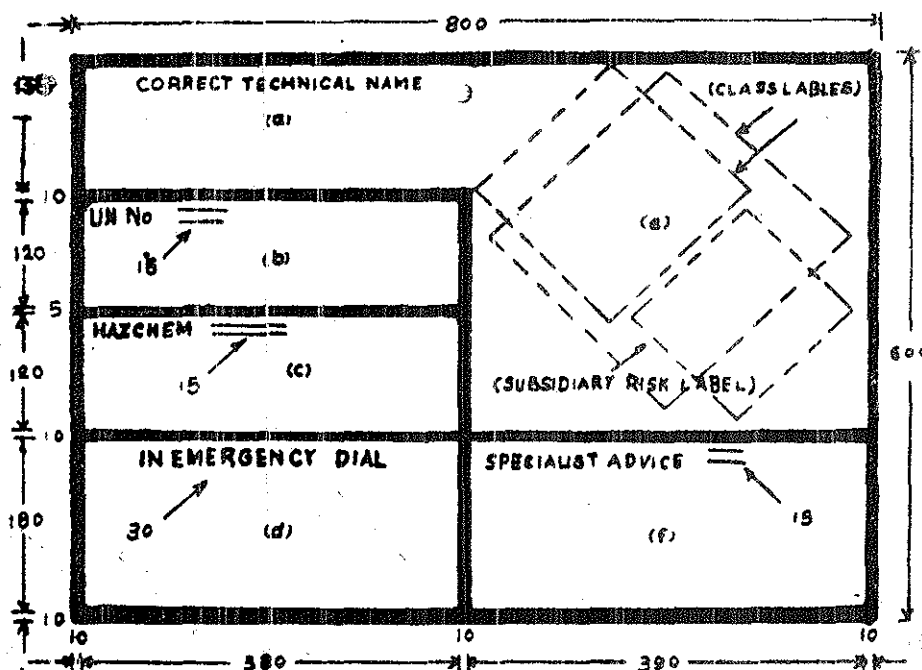 800
CORRECT TECHNICAL NAME
(a)
(CLASS LABLES)
10
UN No
120
(b)
(e)
5
HAZCHEM
600
120
15
(c)
(SUBSIDIARY RISK LABEL)
10
IN EMERGENCY DIAL
SPECIALIST ADVICE
180
30
(d)
(f)
15
10
10 10 10
380 390